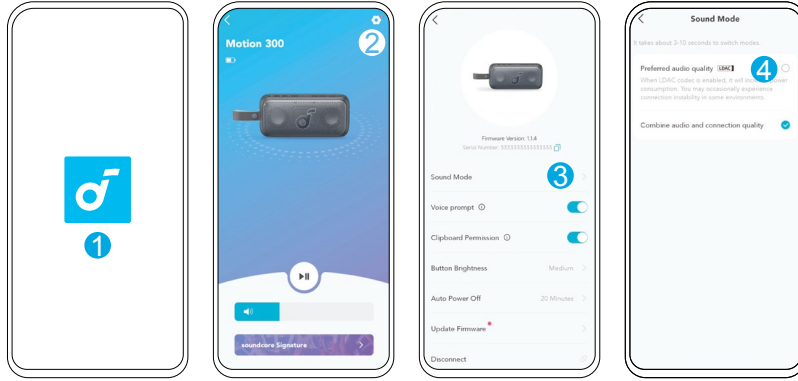 1
2
Motion 300
soundcore Signature
Firmware Version: 1.1.4
Serial Number: 3333333333333333
Sound Mode
3
Voice prompt
Clipboard Permission
Button Brightness Medium
Auto Power Off 20 Minutes
Update Firmware
Disconnect
Sound Mode
It takes about 3-10 seconds to switch modes
Preferred audio quality LDAC
4
When LDAC codec is enabled, it will power
consumption. You may occasionally experience
connection instability in some environments.
Combine audio and connection quality